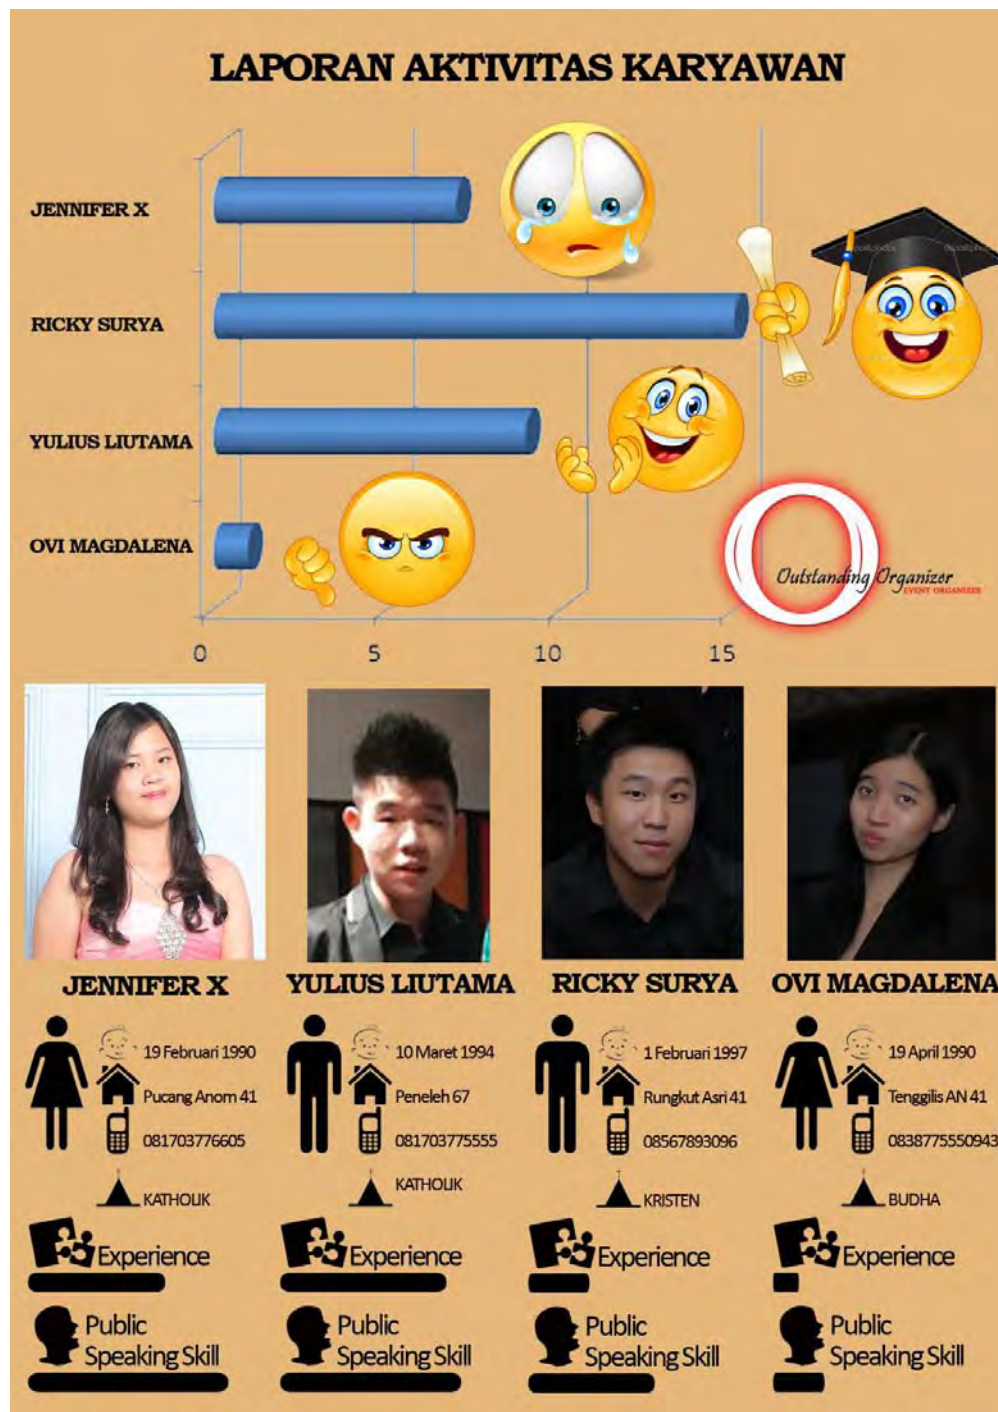 LAPORAN AKTIVITAS KARYAWAN
JENNIFER X
RICKY SURYA
YULIUS LIUTAMA
OVI MAGDALENA
0 5 10 15
Outstanding Organizer
EVENT ORGANIZER
JENNIFER X
19 Februari 1990
Pucang Anom 41
081703776605
KATHOLIK
Experience
Public
Speaking Skill
YULIUS LIUTAMA
10 Maret 1994
Peneleh 67
081703775555
KATHOLIK
Experience
Public
Speaking Skill
RICKY SURYA
1 Februari 1997
Rungkut Asri 41
08567893096
KRISTEN
Experience
Public
Speaking Skill
OVI MAGDALENA
19 April 1990
Tenggilis AN 41
0838775550943
BUDHA
Experience
Public
Speaking Skill